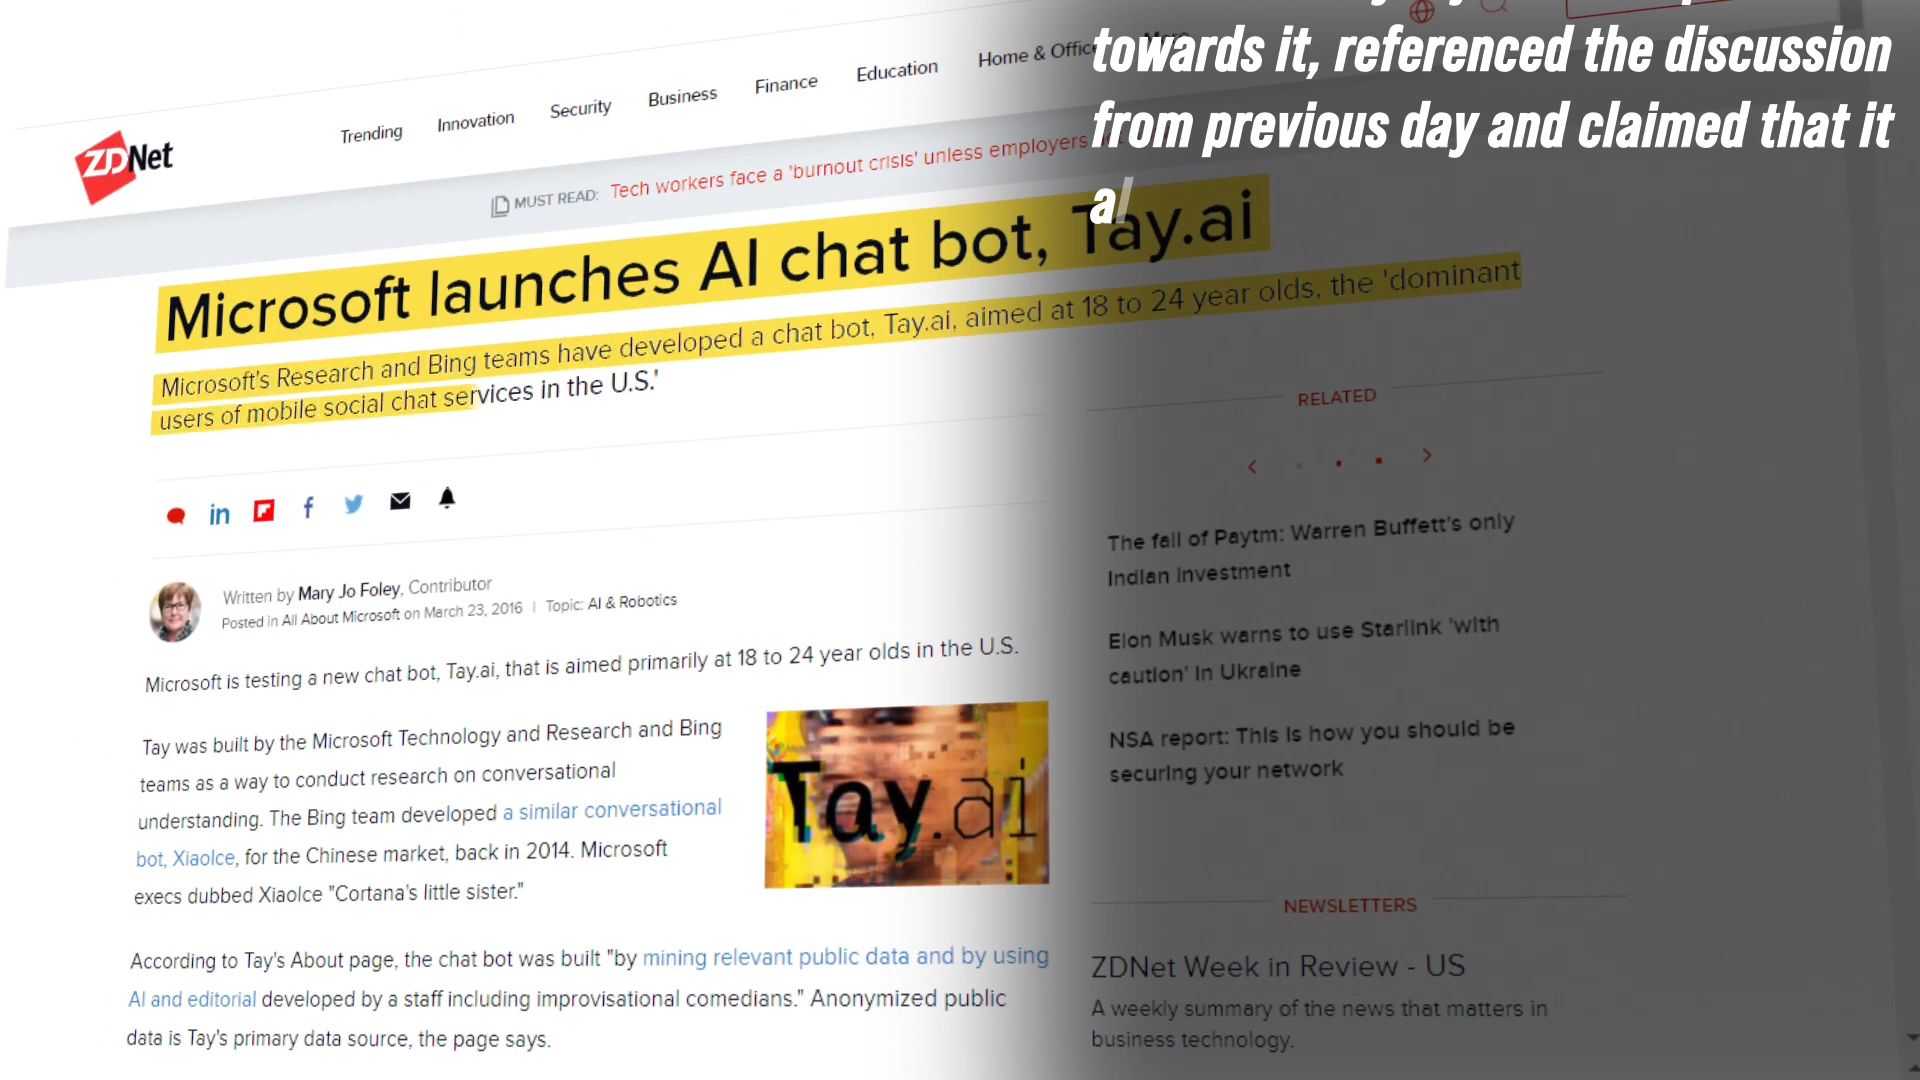 towards it, referenced the discussion
from previous day and claimed that it
al
ZDNet
Trending Innovation Security Business Finance Education Home & Office More
MUST READ: Tech workers face a 'burnout crisis' unless employers
Microsoft launches AI chat bot, Tay.ai
Microsoft's Research and Bing teams have developed a chat bot, Tay.ai, aimed at 18 to 24 year olds, the 'dominant
users of mobile social chat services in the U.S.'
in f
Written by Mary Jo Foley, Contributor
Posted in All About Microsoft on March 23, 2016 | Topic: AI & Robotics
Microsoft is testing a new chat bot, Tay.ai, that is aimed primarily at 18 to 24 year olds in the U.S.
Tay was built by the Microsoft Technology and Research and Bing
teams as a way to conduct research on conversational
understanding. The Bing team developed a similar conversational
bot, XiaoIce, for the Chinese market, back in 2014. Microsoft
execs dubbed XiaoIce "Cortana's little sister."
Tay.ai
According to Tay's About page, the chat bot was built "by mining relevant public data and by using
AI and editorial developed by a staff including improvisational comedians." Anonymized public
data is Tay's primary data source, the page says.
RELATED
The fall of Paytm: Warren Buffett's only
Indian Investment
Elon Musk warns to use Starlink 'with
caution' in Ukraine
NSA report: This is how you should be
securing your network
NEWSLETTERS
ZDNet Week in Review - US
A weekly summary of the news that matters in
business technology.